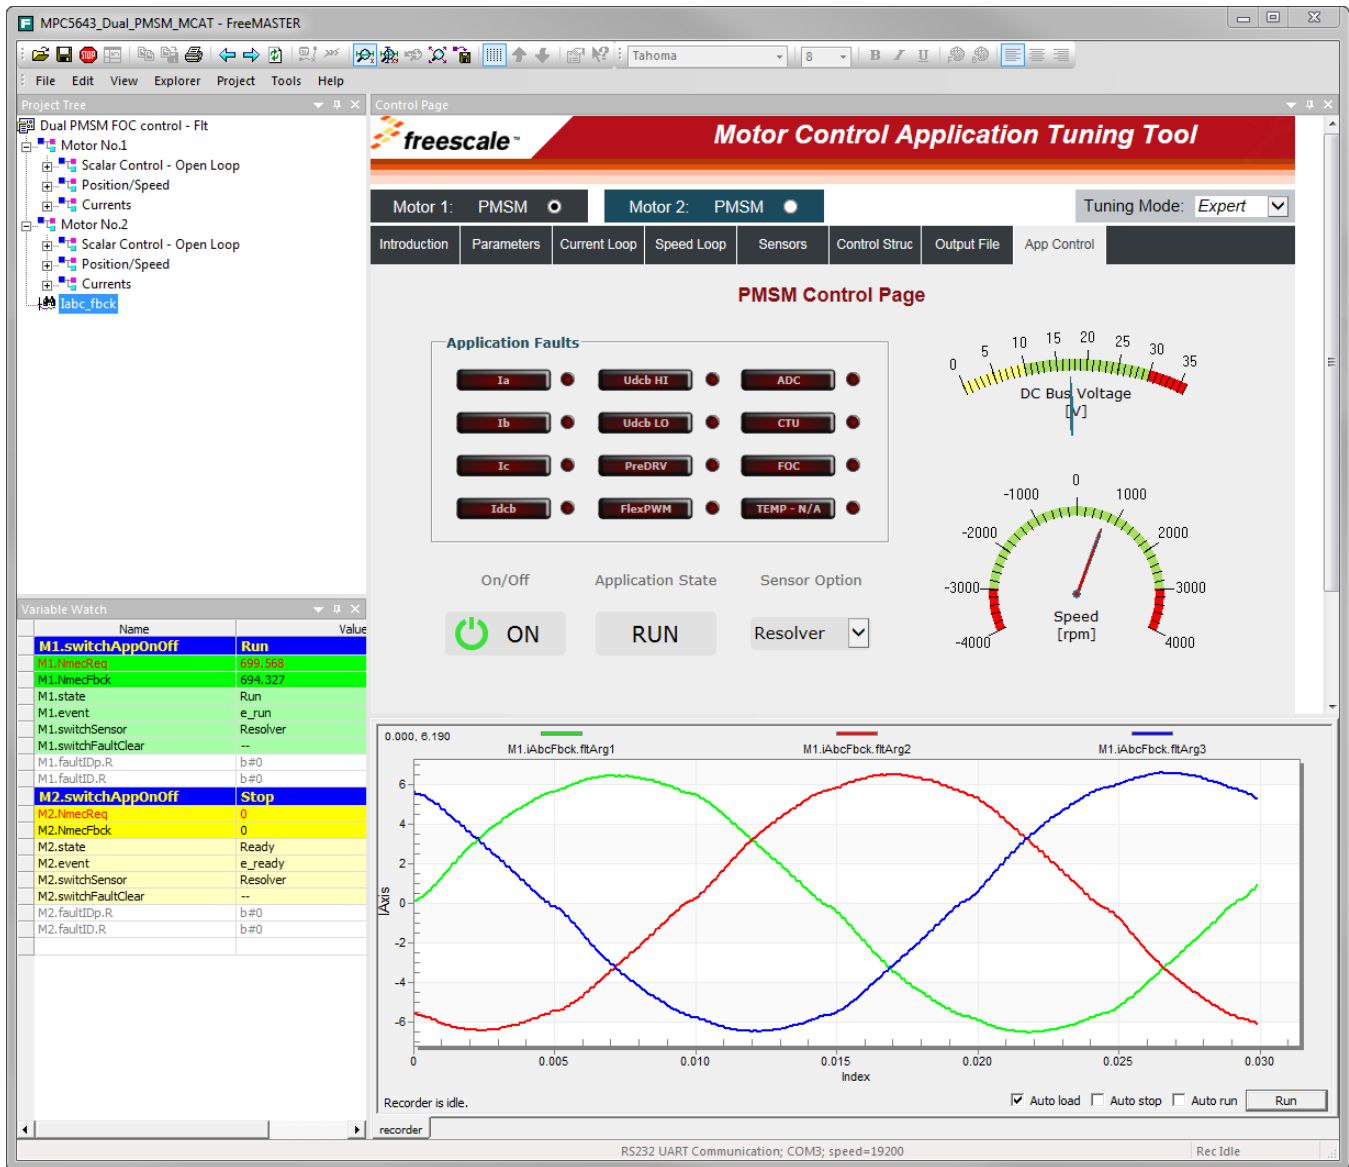 MPC5643_Dual_PMSM_MCAT - FreeMASTER
Tahoma 8 B I U
File Edit View Explorer Project Tools Help
Project Tree
Dual PMSM FOC control - Flt
Motor No.1
Scalar Control - Open Loop
Position/Speed
Currents
Motor No.2
Scalar Control - Open Loop
Position/Speed
Currents
Iabc_fbck
Variable Watch
Name Value
M1.switchAppOnOff Run
M1.NmecReq 699.568
M1.NmecFbck 694.327
M1.state Run
M1.event e_run
M1.switchSensor Resolver
M1.switchFaultClear --
M1.faultIDp.R b#0
M1.faultID.R b#0
M2.switchAppOnOff Stop
M2.NmecReq 0
M2.NmecFbck 0
M2.state Ready
M2.event e_ready
M2.switchSensor Resolver
M2.switchFaultClear --
M2.faultIDp.R b#0
M2.faultID.R b#0
Control Page
freescale™
Motor Control Application Tuning Tool
Motor 1: PMSM Motor 2: PMSM Tuning Mode: Expert
Introduction Parameters Current Loop Speed Loop Sensors Control Struc Output File App Control
PMSM Control Page
Application Faults
Ia Udcb HI ADC
Ib Udcb LO CTU
Ic PreDRV FOC
Idcb FlexPWM TEMP - N/A
On/Off Application State Sensor Option
ON RUN Resolver
0 5 10 15 20 25 30 35
DC Bus Voltage
[V]
-4000 -3000 -2000 -1000 0 1000 2000 3000 4000
Speed
[rpm]
0.000, 6.190
M1.iAbcFbck.fltArg1 M1.iAbcFbck.fltArg2 M1.iAbcFbck.fltArg3
6
4
2
0
-2
-4
-6
IAxis
0 0.005 0.010 0.015 0.020 0.025 0.030
Index
Recorder is idle.
Auto load Auto stop Auto run Run
recorder
RS232 UART Communication; COM3; speed=19200 Rec Idle